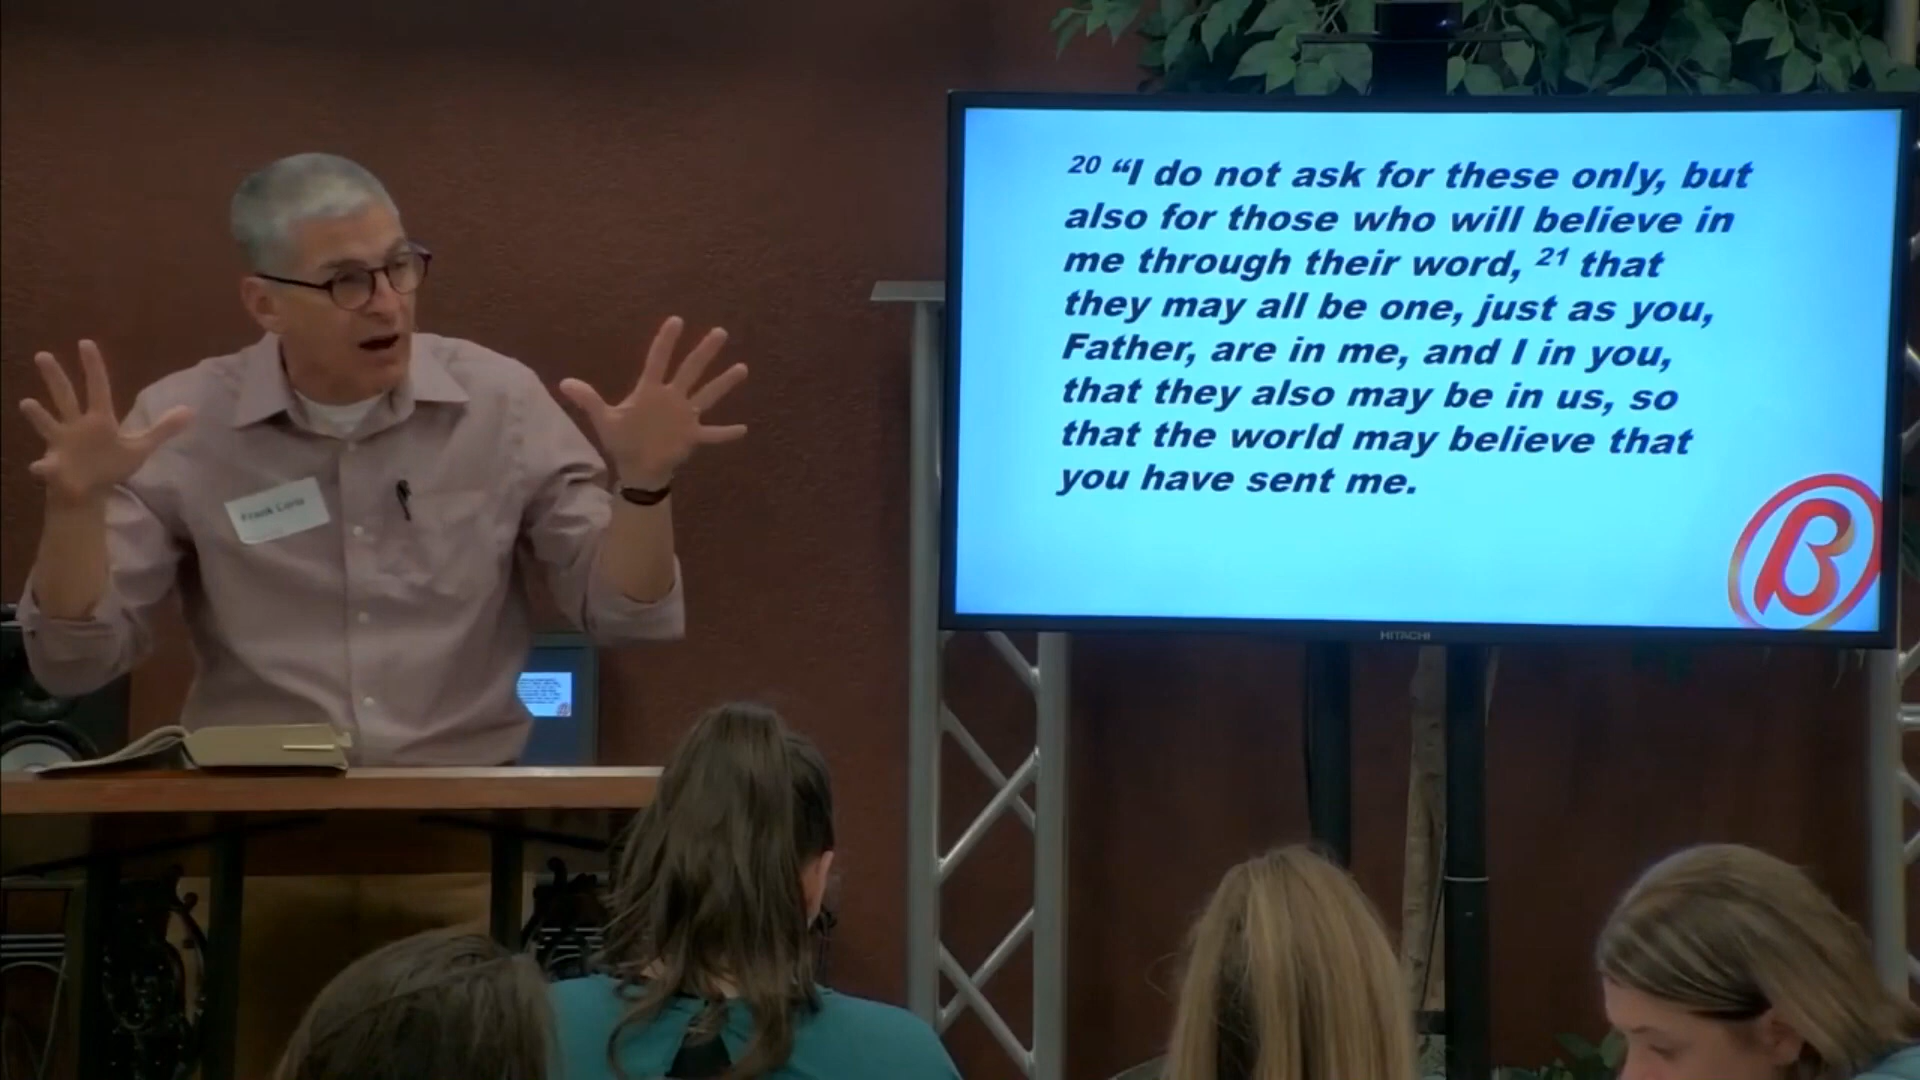 20 “I do not ask for these only, but
also for those who will believe in
me through their word, 21 that
they may all be one, just as you,
Father, are in me, and I in you,
that they also may be in us, so
that the world may believe that
you have sent me.
HITACHI
Frank